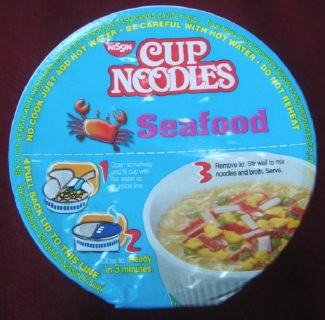 NO COOK JUST ADD HOT WATER • BE CAREFUL WITH HOT WATER • DO NOT REHEAT
NISSIN
CUP
NOODLES
Seafood
1
Open lid halfway
and fill cup with
hot water up
to inside line.
2
Close lid. Ready
in 3 minutes.
3
Remove lid. Stir well to mix
noodles and broth. Serve.
PULL TAB BACK LID TO THIS LINE